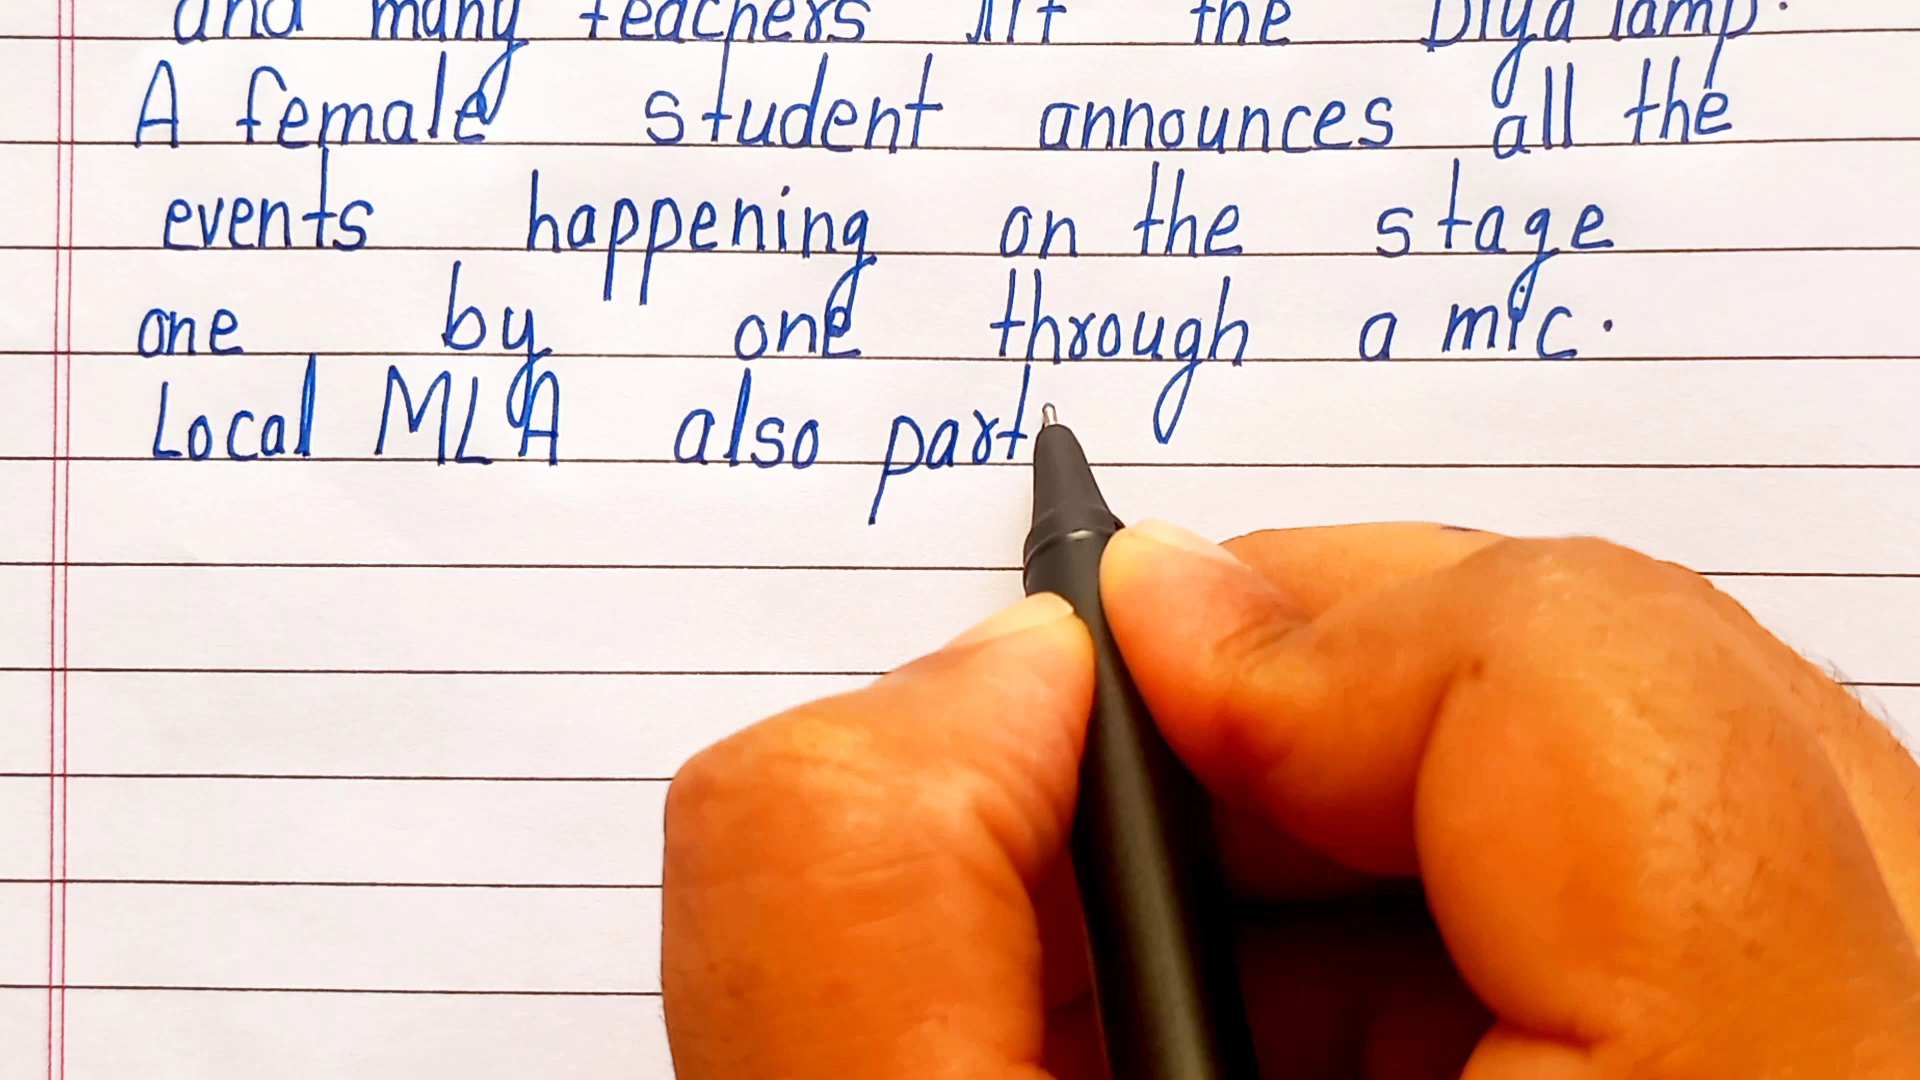 and many teachers lit the Diya lamp.
A female student announces all the
events happening on the stage
one by one through a mic.
Local MLA also part